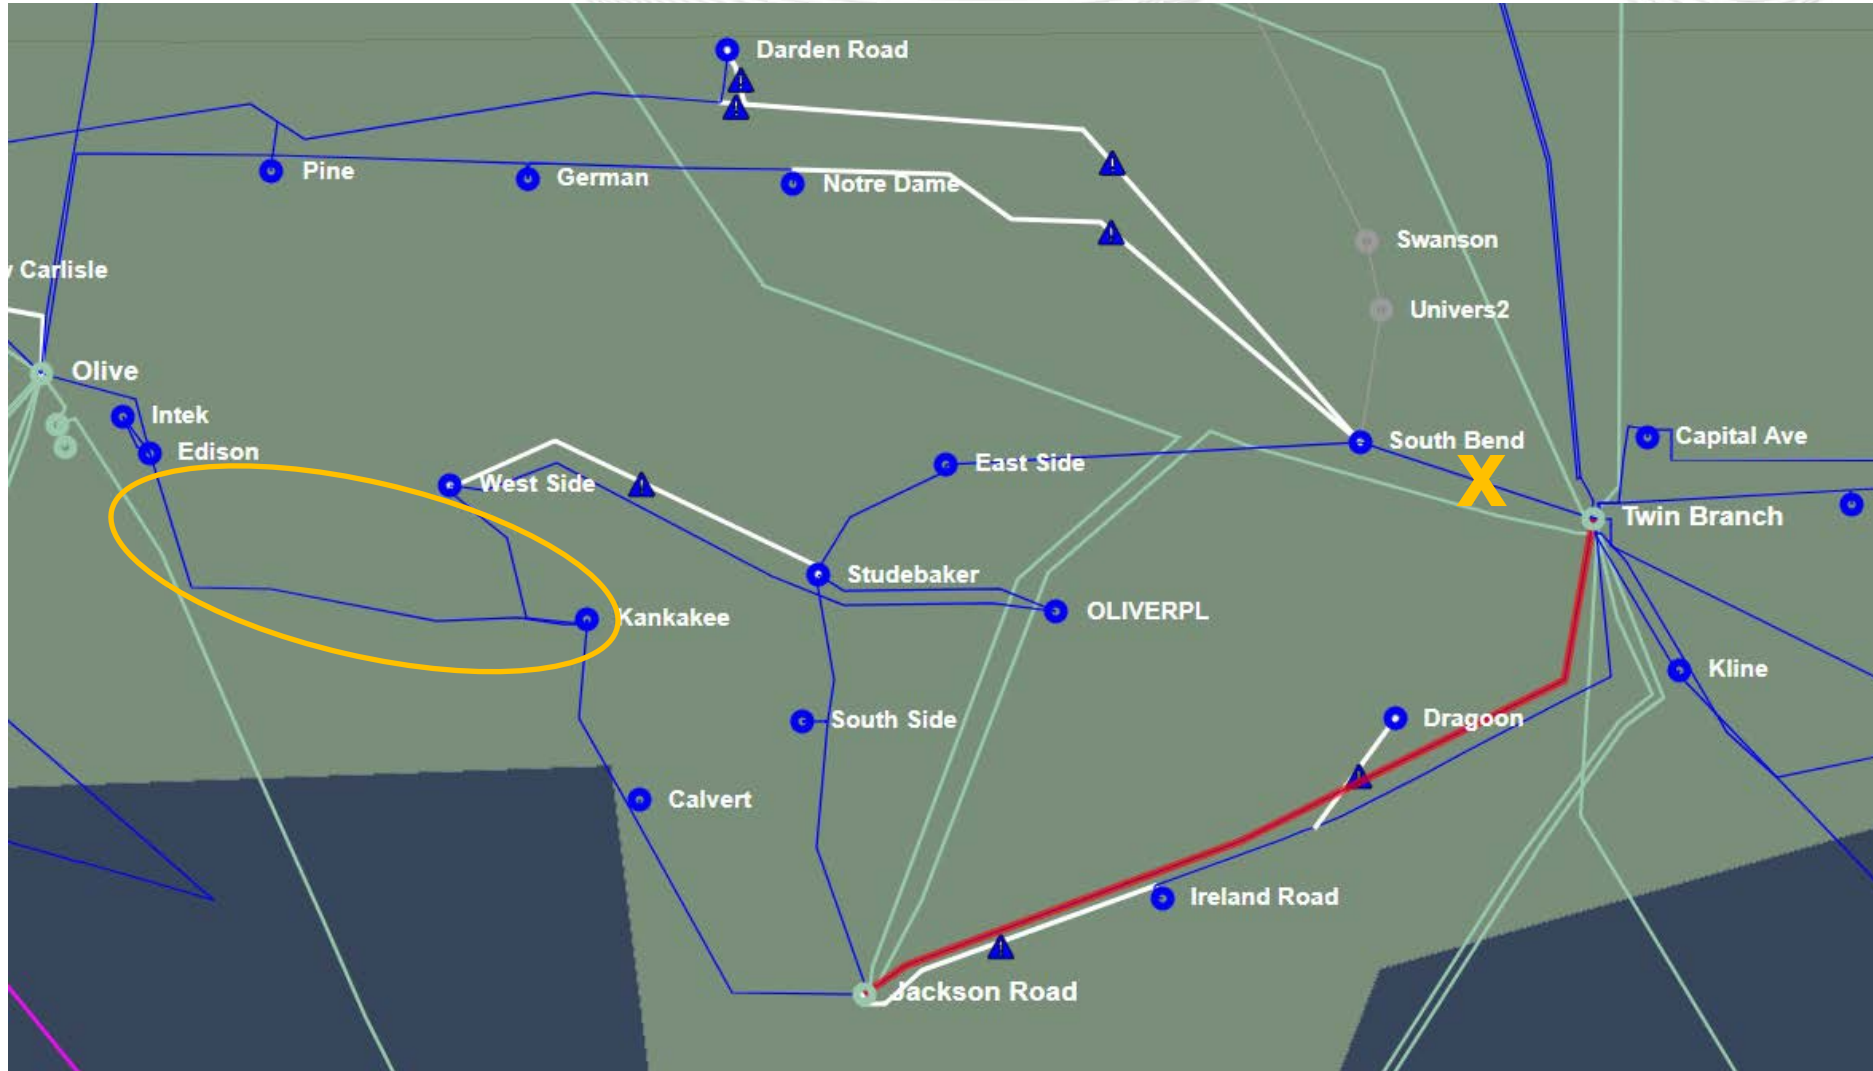 Darden Road
Pine
German
Notre Dame
Swanson
Carlisle
Univers2
Olive
Intek
Edison
West Side
East Side
South Bend
X
Capital Ave
Twin Branch
Studebaker
OLIVERPL
Kankakee
Kline
South Side
Dragoon
Calvert
Ireland Road
Jackson Road